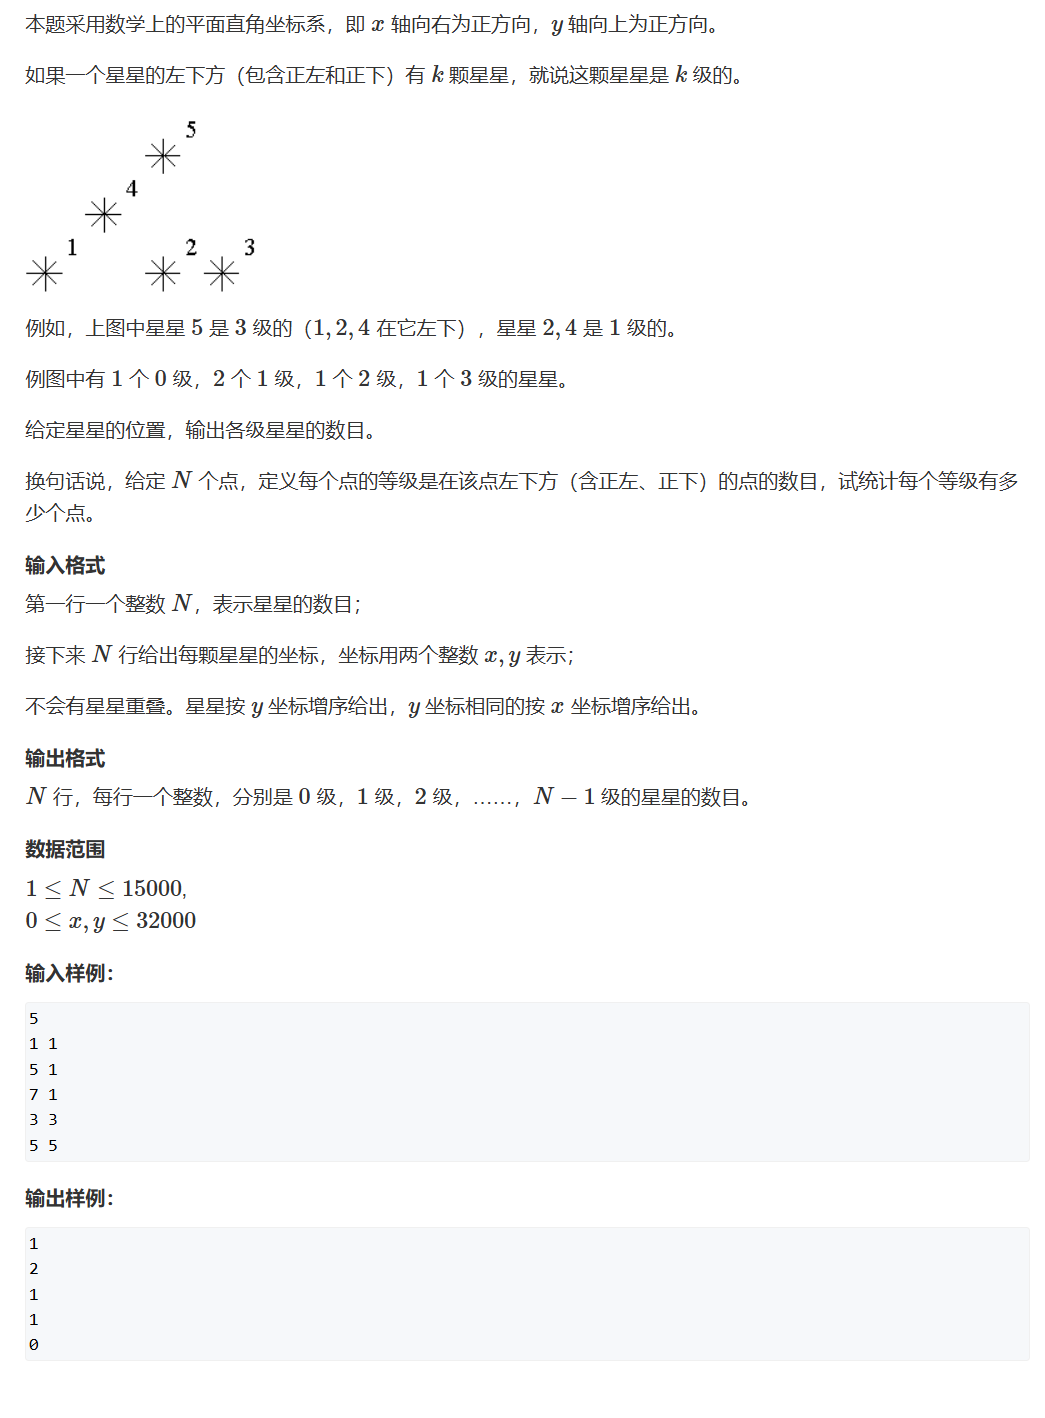 本题采用数学上的平面直角坐标系，即 x 轴向右为正方向，y 轴向上为正方向。
如果一个星星的左下方（包含正左和正下）有 k 颗星星，就说这颗星星是 k 级的。
5
4
1 2 3
例如，上图中星星 5 是 3 级的（1, 2, 4 在它左下），星星 2, 4 是 1 级的。
例图中有 1 个 0 级，2 个 1 级，1 个 2 级，1 个 3 级的星星。
给定星星的位置，输出各级星星的数目。
换句话说，给定 N 个点，定义每个点的等级是在该点左下方（含正左、正下）的点的数目，试统计每个等级有多
少个点。
输入格式
第一行一个整数 N，表示星星的数目；
接下来 N 行给出每颗星星的坐标，坐标用两个整数 x, y 表示；
不会有星星重叠。星星按 y 坐标增序给出，y 坐标相同的按 x 坐标增序给出。
输出格式
N 行，每行一个整数，分别是 0 级，1 级，2 级，……，N − 1 级的星星的数目。
数据范围
1 ≤ N ≤ 15000,
0 ≤ x, y ≤ 32000
输入样例：
5
1 1
5 1
7 1
3 3
5 5
输出样例：
1
2
1
1
0